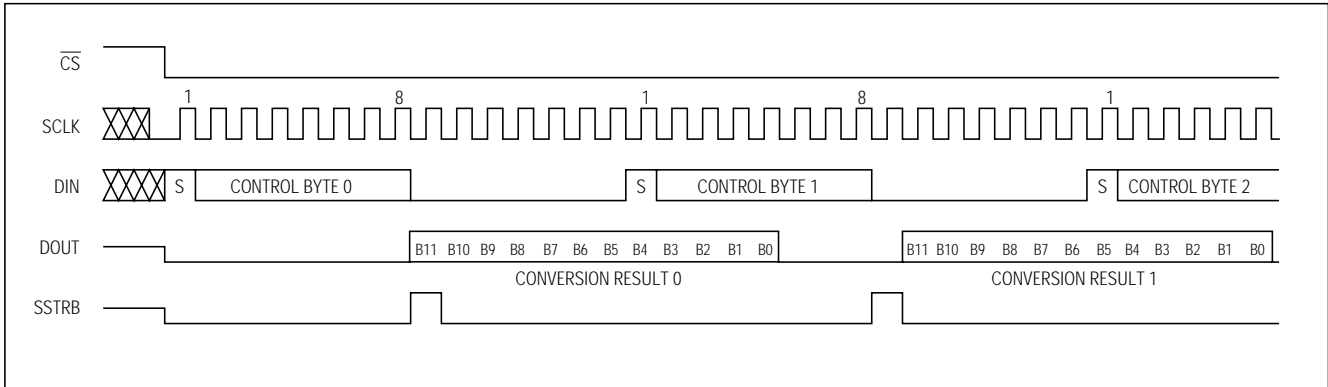 CS
1 8 1 8 1
SCLK
DIN S CONTROL BYTE 0 S CONTROL BYTE 1 S CONTROL BYTE 2
DOUT B11 B10 B9 B8 B7 B6 B5 B4 B3 B2 B1 B0 B11 B10 B9 B8 B7 B6 B5 B4 B3 B2 B1 B0
CONVERSION RESULT 0 CONVERSION RESULT 1
SSTRB